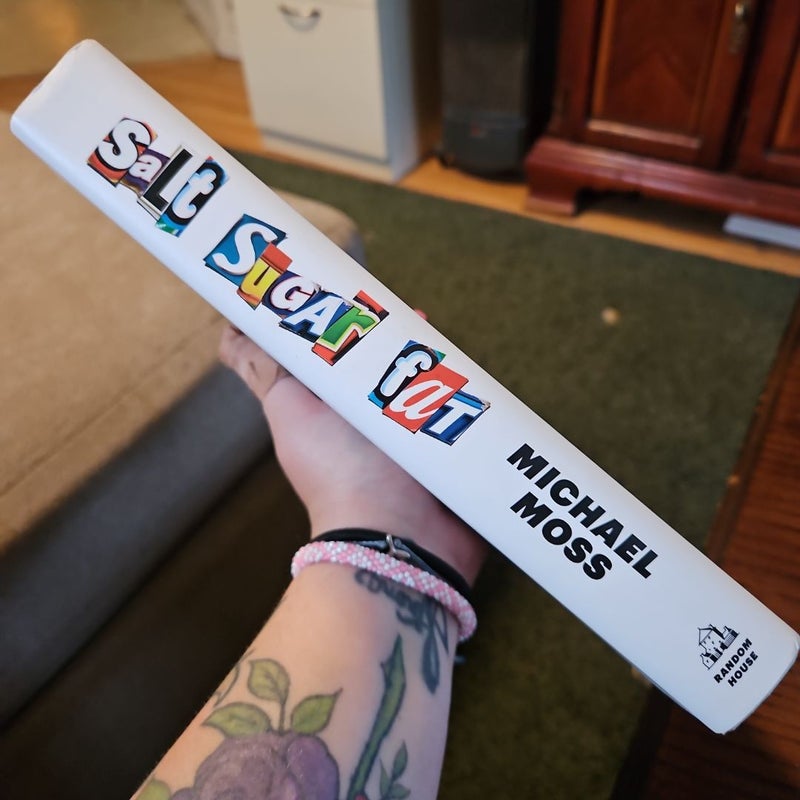 Salt Sugar fat
MICHAEL
MOSS
RANDOM
HOUSE